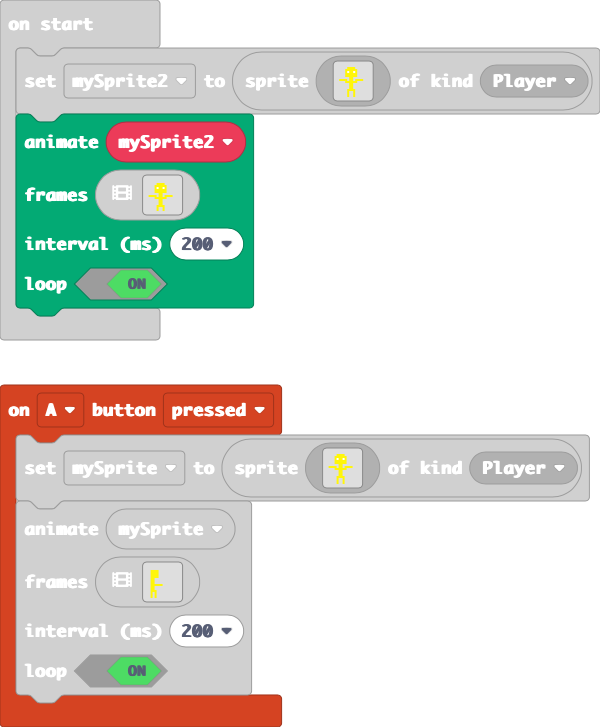 on start
set mySprite2 to sprite of kind Player
animate mySprite2
frames
interval (ms) 200
loop ON
on A button pressed
set mySprite to sprite of kind Player
animate mySprite
frames
interval (ms) 200
loop ON